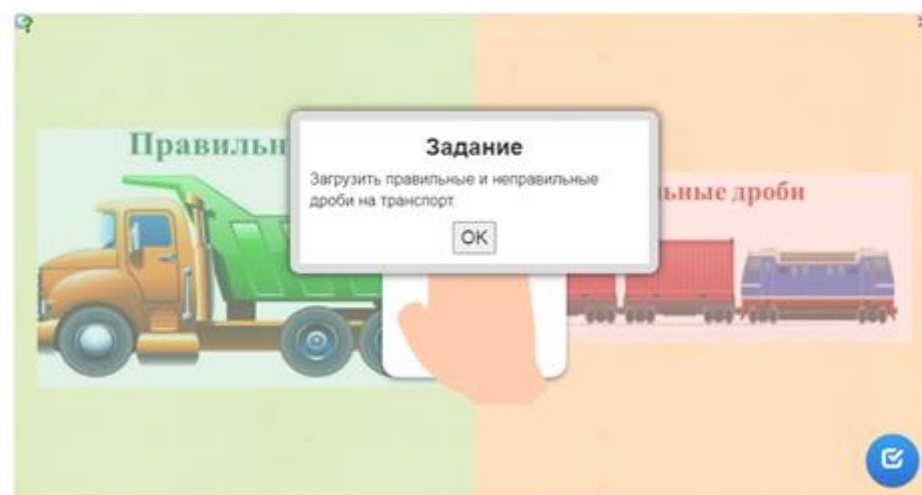 Правильн
Задание
Загрузить правильные и неправильные
дроби на транспорт.
ьные дроби
OK